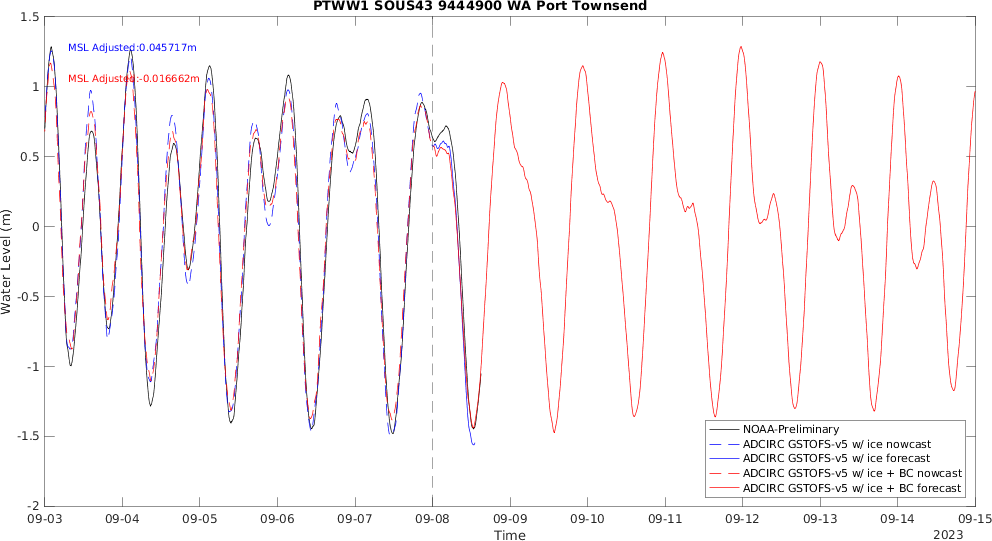 PTWW1 SOUS43 9444900 WA Port Townsend
MSL Adjusted:0.045717m
MSL Adjusted:-0.016662m
Water Level (m)
1.5
1
0.5
0
-0.5
-1
-1.5
-2
NOAA-Preliminary
ADCIRC GSTOFS-v5 w/ ice nowcast
ADCIRC GSTOFS-v5 w/ ice forecast
ADCIRC GSTOFS-v5 w/ ice + BC nowcast
ADCIRC GSTOFS-v5 w/ ice + BC forecast
09-03 09-04 09-05 09-06 09-07 09-08 09-09 09-10 09-11 09-12 09-13 09-14 09-15
Time
2023